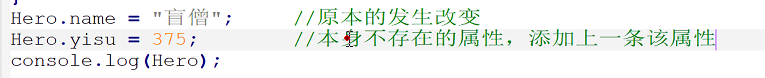 }
Hero.name = "盲僧"; //原本的发生改变
Hero.yisu = 375; //本身不存在的属性，添加上一条该属性
console.log(Hero);